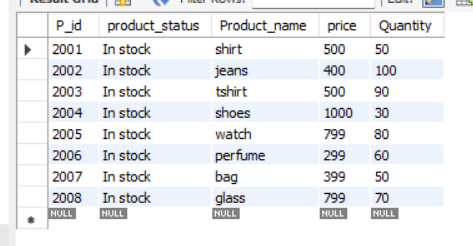 Result Grid Filter Rows: Edit:
P_id product_status Product_name price Quantity
2001 In stock shirt 500 50
2002 In stock jeans 400 100
2003 In stock tshirt 500 90
2004 In stock shoes 1000 30
2005 In stock watch 799 80
2006 In stock perfume 299 60
2007 In stock bag 399 50
2008 In stock glass 799 70
NULL NULL NULL NULL NULL